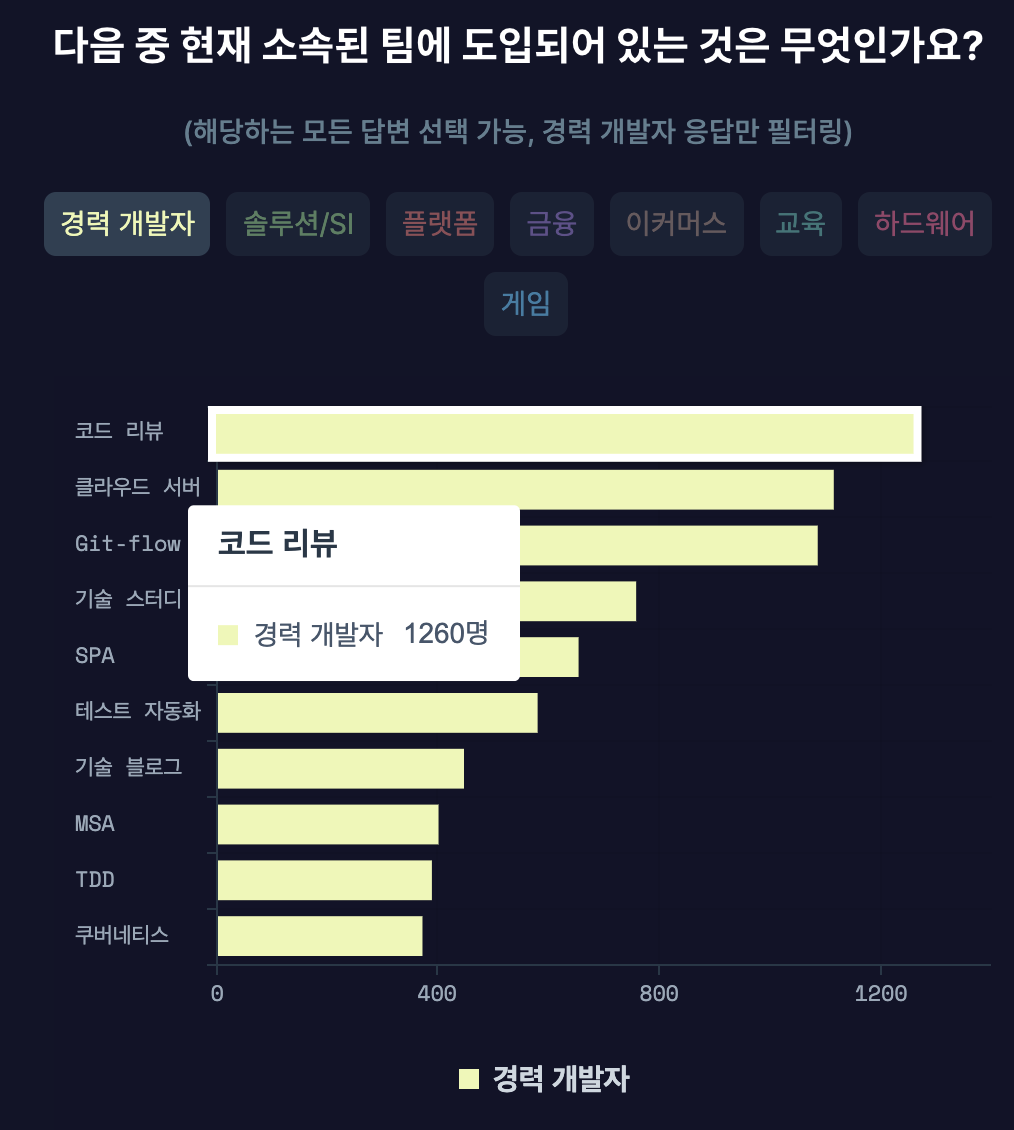 다음 중 현재 소속된 팀에 도입되어 있는 것은 무엇인가요?
(해당하는 모든 답변 선택 가능, 경력 개발자 응답만 필터링)
경력 개발자 솔루션/SI 플랫폼 금융 이커머스 교육 하드웨어
게임
코드 리뷰
클라우드 서버
Git-flow
코드 리뷰
기술 스터디
경력 개발자 1260명
SPA
테스트 자동화
기술 블로그
MSA
TDD
쿠버네티스
0 400 800 1200
경력 개발자